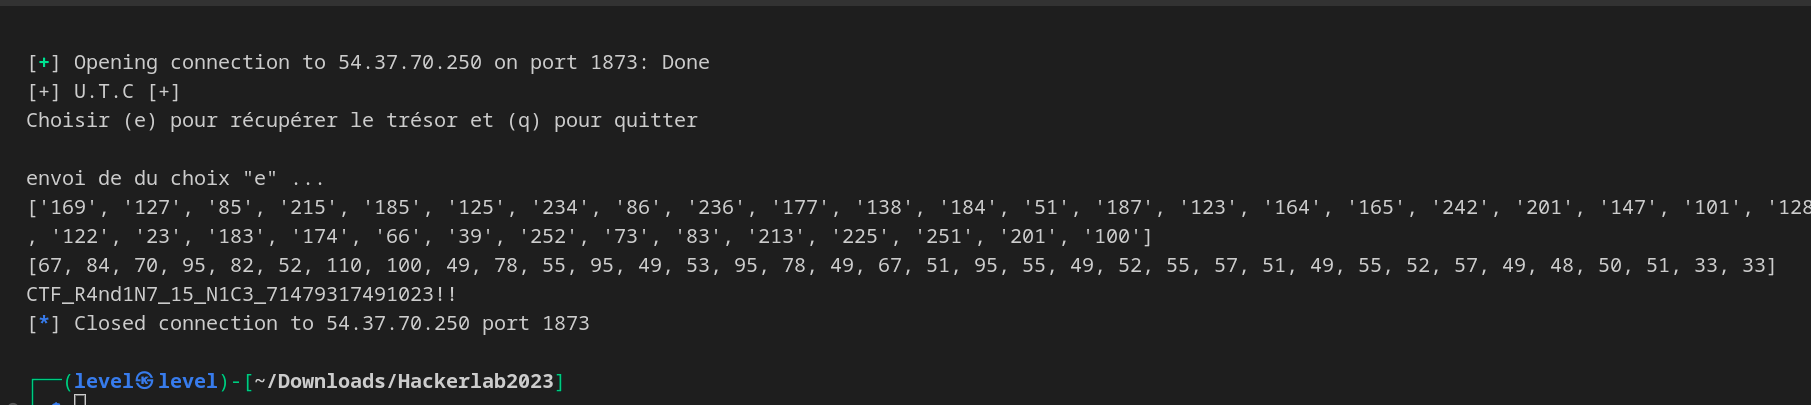 [+] Opening connection to 54.37.70.250 on port 1873: Done
[+] U.T.C [+]
Choisir (e) pour récupérer le trésor et (q) pour quitter
envoi de du choix "e" ...
['169', '127', '85', '215', '185', '125', '234', '86', '236', '177', '138', '184', '51', '187', '123', '164', '165', '242', '201', '147', '101', '128
, '122', '23', '183', '174', '66', '39', '252', '73', '83', '213', '225', '251', '201', '100']
[67, 84, 70, 95, 82, 52, 110, 100, 49, 78, 55, 95, 49, 53, 95, 78, 49, 67, 51, 95, 55, 49, 52, 55, 57, 51, 49, 55, 52, 57, 49, 48, 50, 51, 33, 33]
CTF_R4nd1N7_15_N1C3_71479317491023!!
[*] Closed connection to 54.37.70.250 port 1873
(level㉿level)-[~/Downloads/Hackerlab2023]